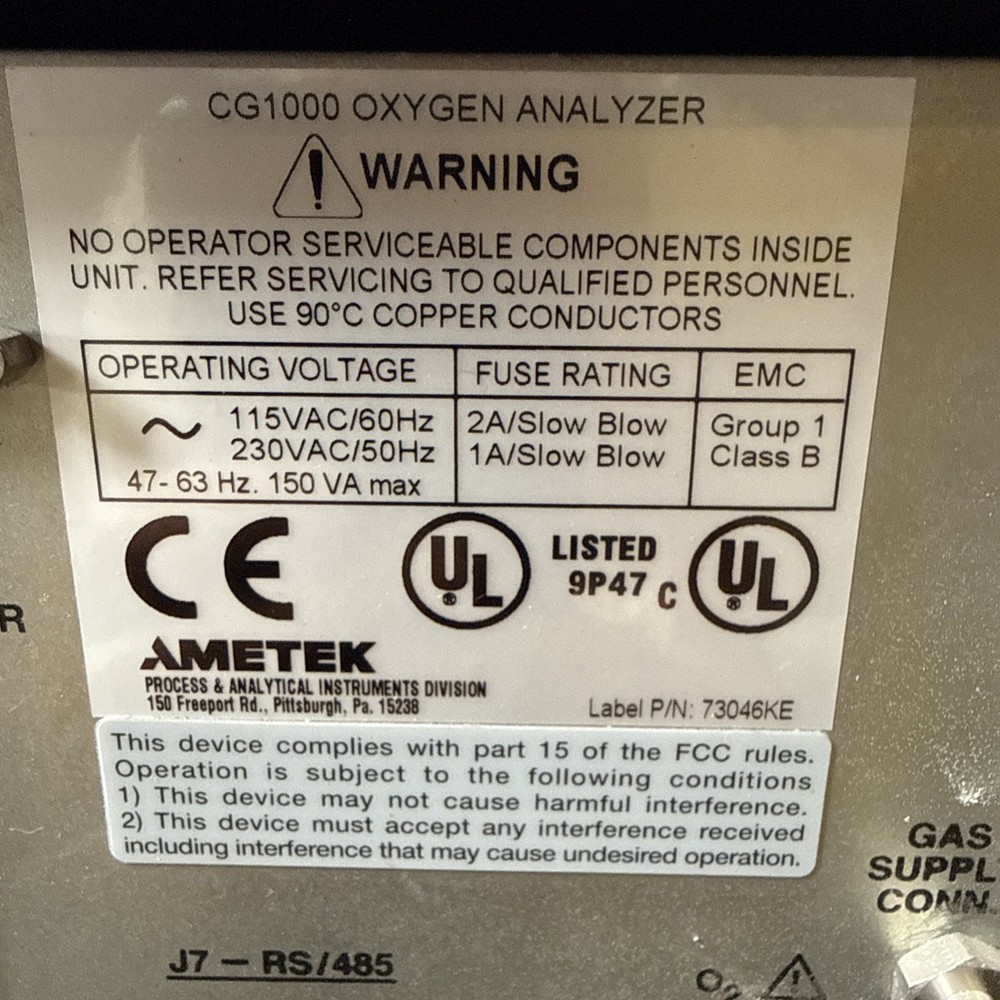 CG1000 OXYGEN ANALYZER
WARNING
NO OPERATOR SERVICEABLE COMPONENTS INSIDE
UNIT. REFER SERVICING TO QUALIFIED PERSONNEL.
USE 90°C COPPER CONDUCTORS
OPERATING VOLTAGE FUSE RATING EMC
~ 115VAC/60Hz 2A/Slow Blow Group 1
230VAC/50Hz 1A/Slow Blow Class B
47- 63 Hz. 150 VA max
CE UL® LISTED 9P47 C UL®
R
AMETEK
PROCESS & ANALYTICAL INSTRUMENTS DIVISION
150 Freeport Rd., Pittsburgh, Pa. 15238
Label P/N: 73046KE
This device complies with part 15 of the FCC rules.
Operation is subject to the following conditions
1) This device may not cause harmful interference.
2) This device must accept any interference received
including interference that may cause undesired operation.
GAS
SUPPL
CONN.
J7 – RS/485
O2